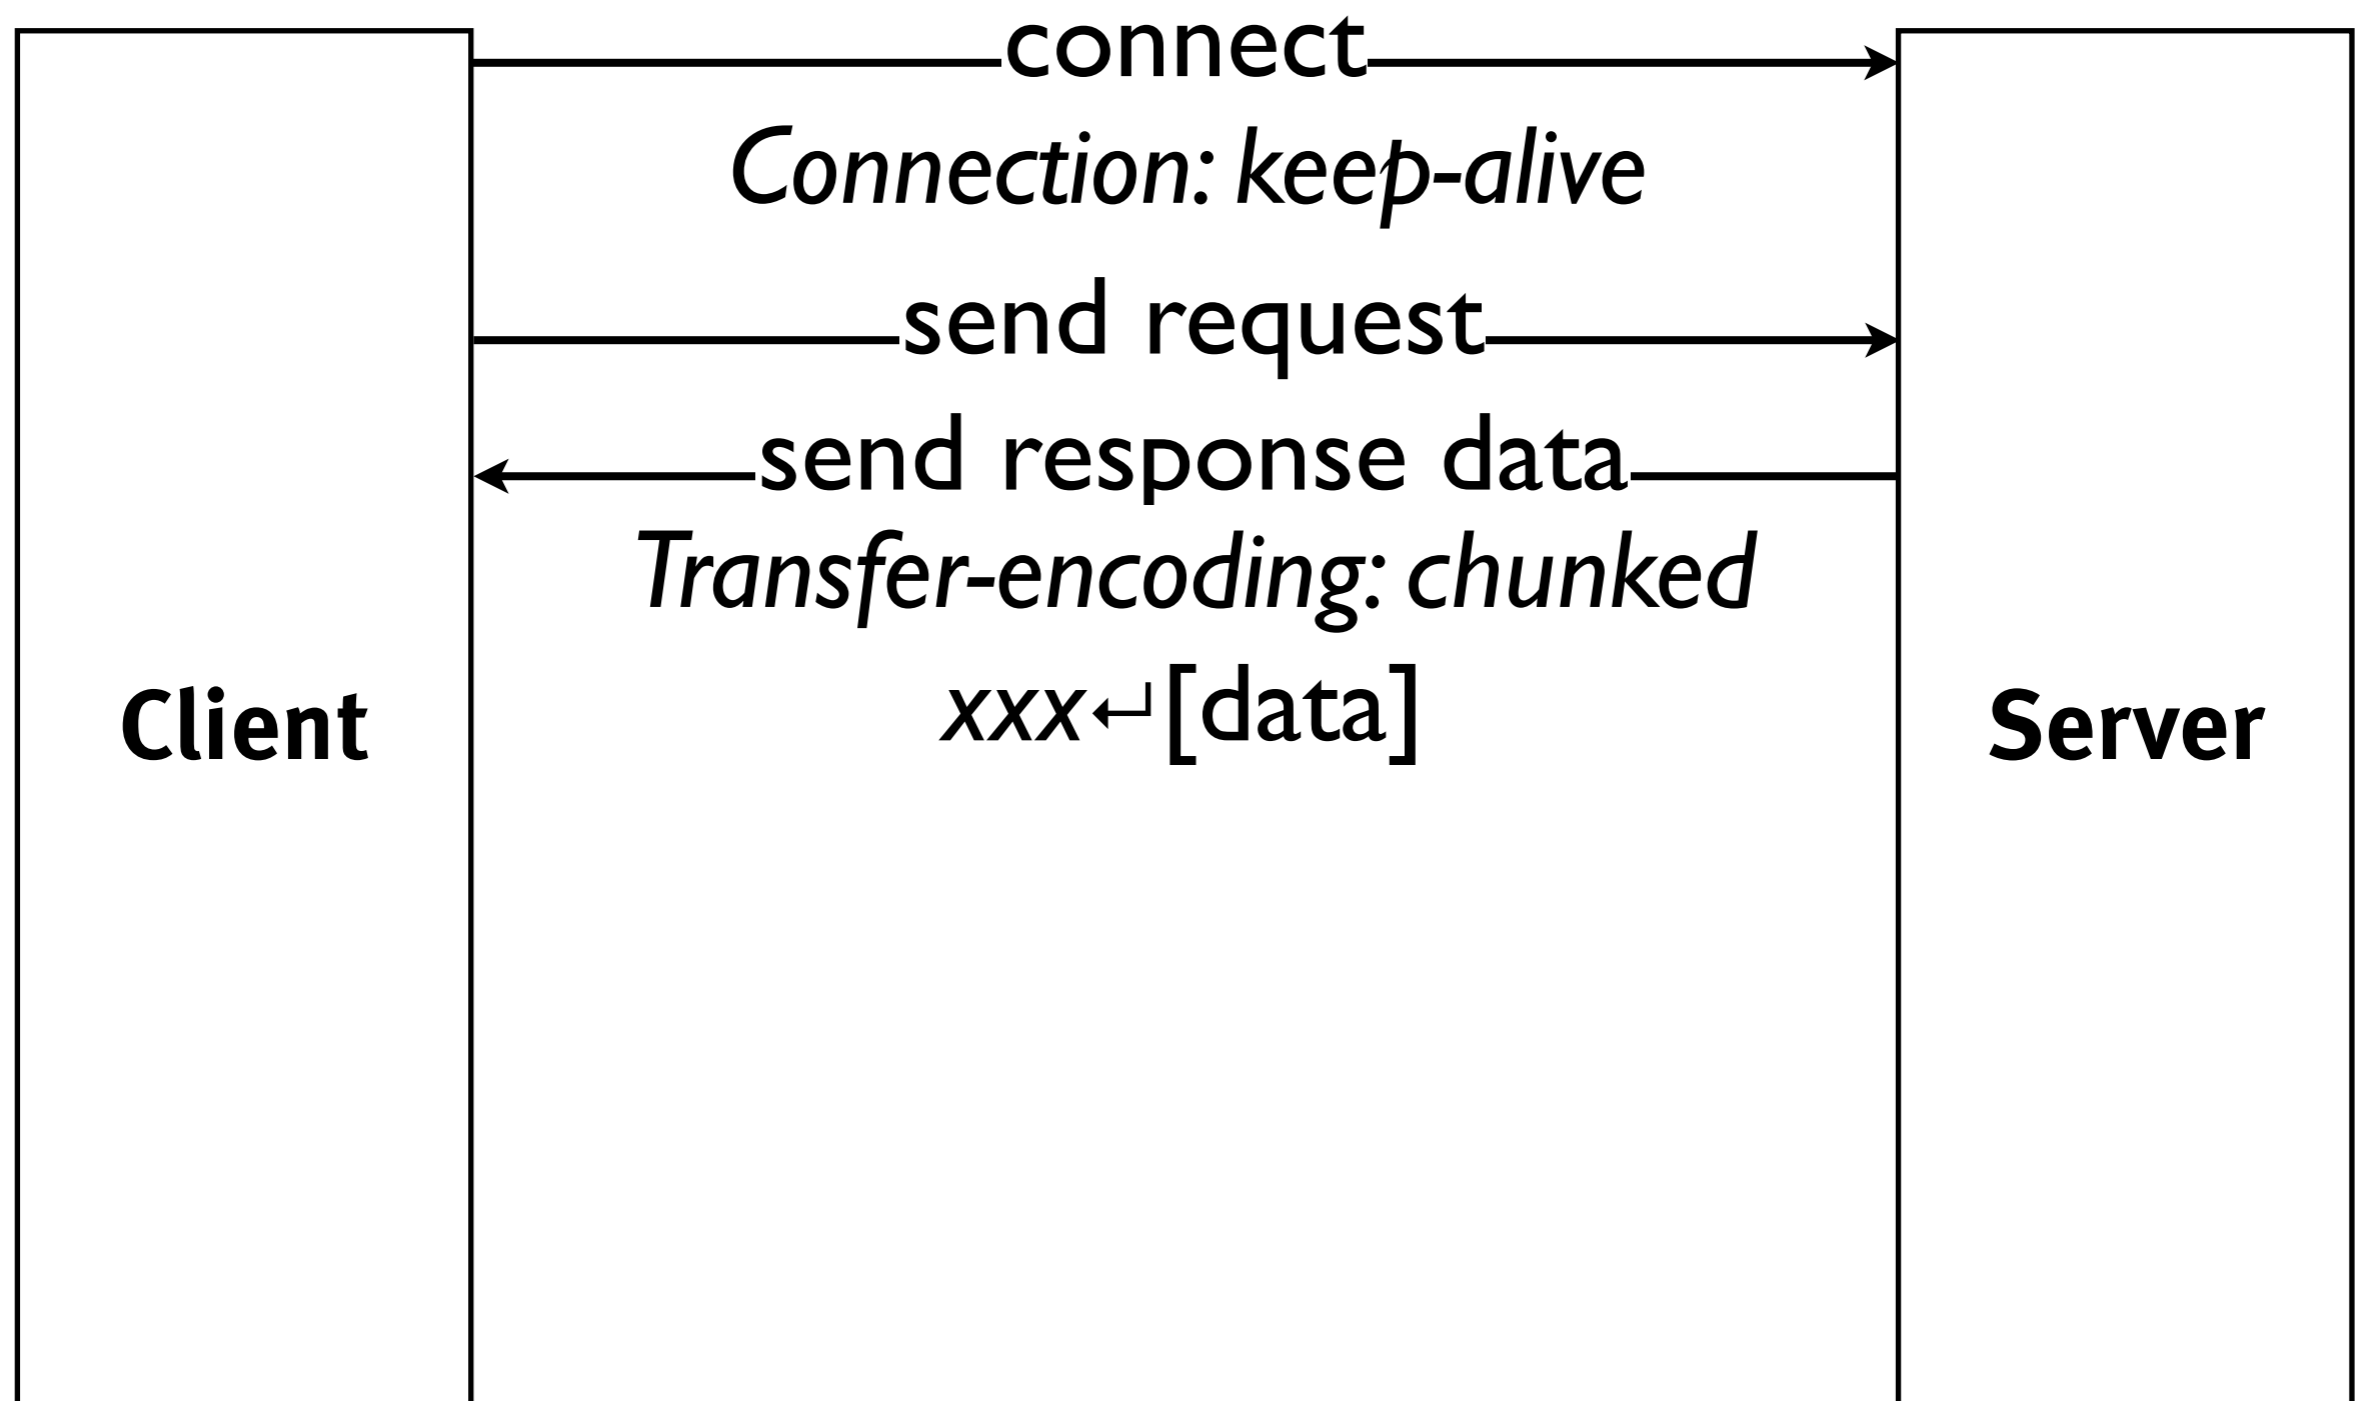 connect
Connection: keep-alive
send request
send response data
Transfer-encoding: chunked
xxx↵[data]
Client
Server